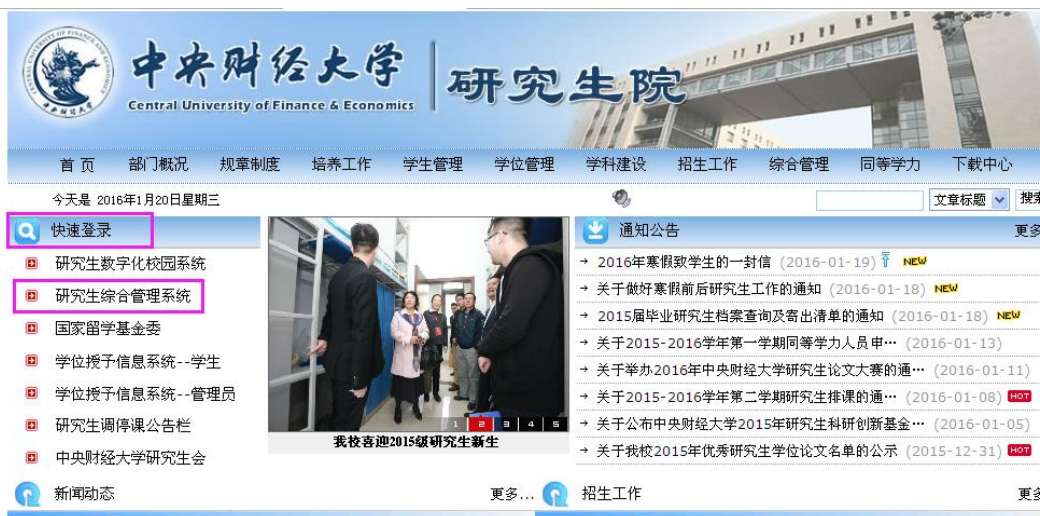 中央财经大学
Central University of Finance & Economics
研究生院
首页 部门概况 规章制度 培养工作 学生管理 学位管理 学科建设 招生工作 综合管理 同等学力 下载中心
今天是 2016年1月20日星期三
文章标题 搜索
快速登录
研究生数字化校园系统
研究生综合管理系统
国家留学基金委
学位授予信息系统--学生
学位授予信息系统--管理员
研究生调停课公告栏
中央财经大学研究生会
1 2 3 4 5
我校喜迎2015级研究生新生
通知公告 更多
2016年寒假致学生的一封信 (2016-01-19) NEW
关于做好寒假前后研究生工作的通知 (2016-01-18) NEW
2015届毕业研究生档案查询及寄出清单的通知 (2016-01-18) NEW
关于2015-2016学年第一学期同等学力人员申… (2016-01-13)
关于举办2016年中央财经大学研究生论文大赛的通… (2016-01-11)
关于2015-2016学年第二学期研究生排课的通… (2016-01-08) HOT
关于公布中央财经大学2015年研究生科研创新基金… (2016-01-05)
关于我校2015年优秀研究生学位论文名单的公示 (2015-12-31) HOT
新闻动态 更多...
招生工作 更多